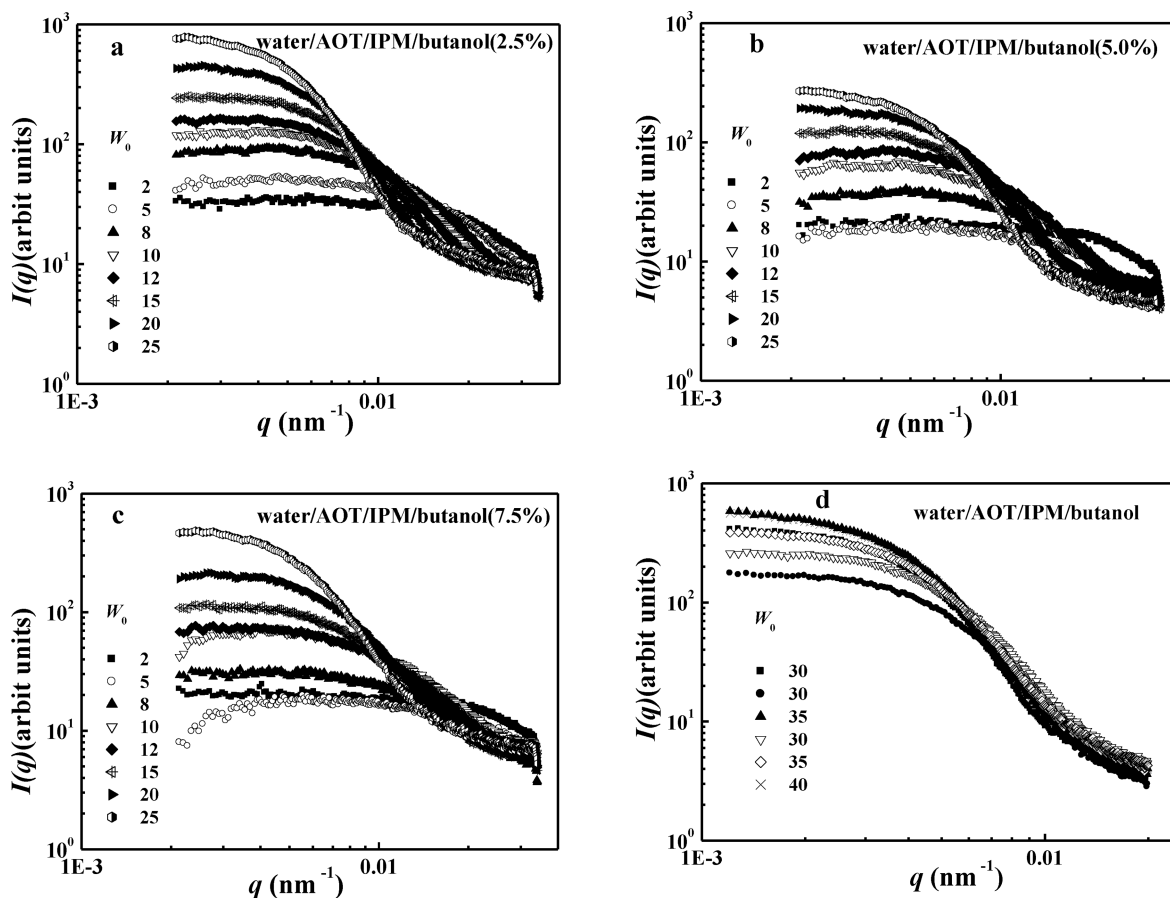 a
water/AOT/IPM/butanol(2.5%)
10³
10²
10¹
10⁰
I(q)(arbit units)
W₀
2
5
8
10
12
15
20
25
1E-3
0.01
q (nm⁻¹)
b
water/AOT/IPM/butanol(5.0%)
10³
10²
10¹
10⁰
I(q)(arbit units)
W₀
2
5
8
10
12
15
20
25
1E-3
0.01
q (nm⁻¹)
c
water/AOT/IPM/butanol(7.5%)
10³
10²
10¹
10⁰
I(q)(arbit units)
W₀
2
5
8
10
12
15
20
25
1E-3
0.01
q (nm⁻¹)
d
water/AOT/IPM/butanol
10³
10²
10¹
10⁰
I(q)(arbit units)
W₀
30
30
35
30
35
40
1E-3
0.01
q (nm⁻¹)